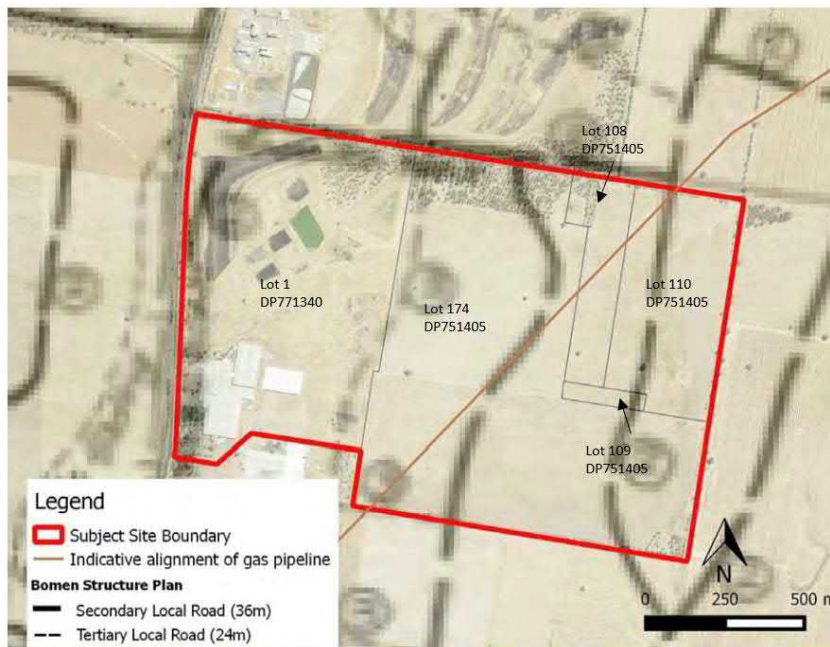 Lot 108
DP751405
Lot 1
DP771340
Lot 174
DP751405
Lot 110
DP751405
Lot 109
DP751405
Legend
Subject Site Boundary
Indicative alignment of gas pipeline
Bomen Structure Plan
Secondary Local Road (36m)
Tertiary Local Road (24m)
N
0 250 500 m